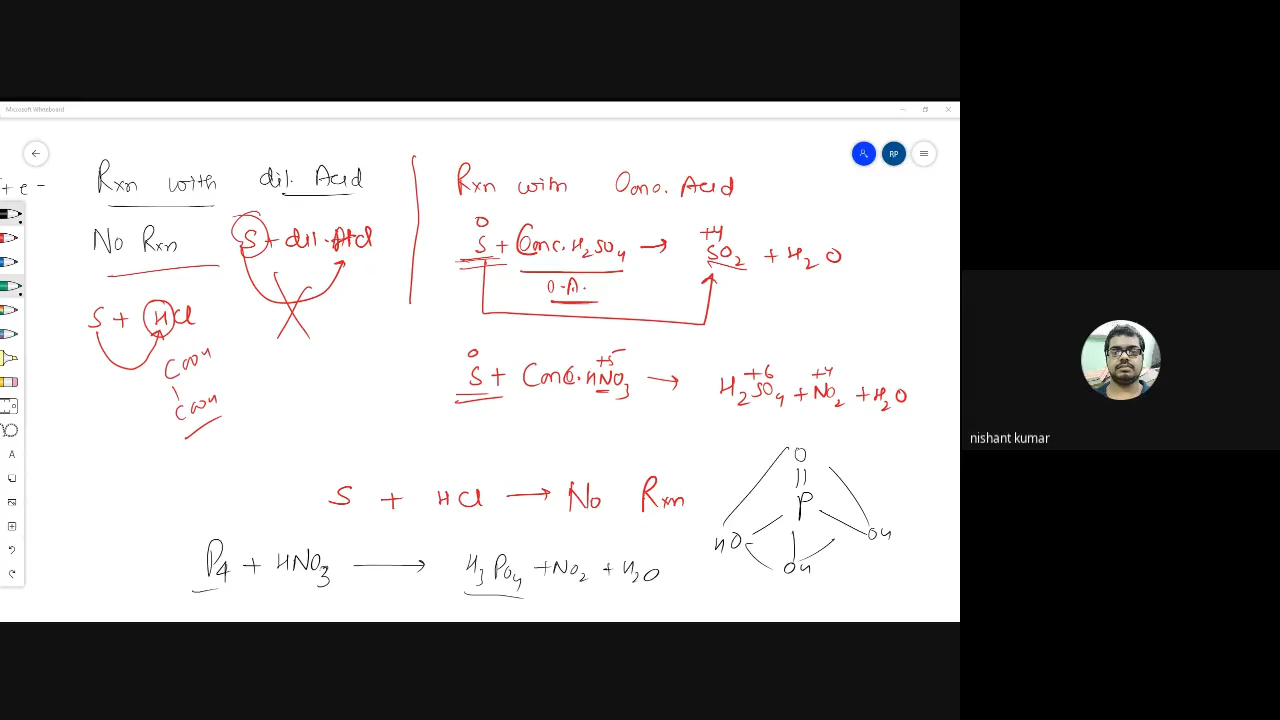 Microsoft Whiteboard
RP
+ e -
Rxn with dil. Acid
No Rxn S + dil. HCl
S + HCl
COOH
COOH
Rxn with Conc. Acid
0 +4
S + Conc. H2SO4 → SO2 + H2O
O.A.
0 +5 +6 +4
S + Conc. HNO3 → H2SO4 + NO2 + H2O
S + HCl → No Rxn
P4 + HNO3 → H3PO4 + NO2 + H2O
O
P
HO OH
OH
nishant kumar